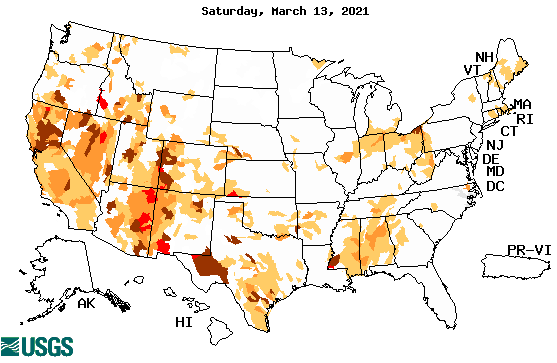 Saturday, March 13, 2021
NH
VT
MA
RI
CT
NJ
DE
MD
DC
PR-VI
AK
HI
USGS